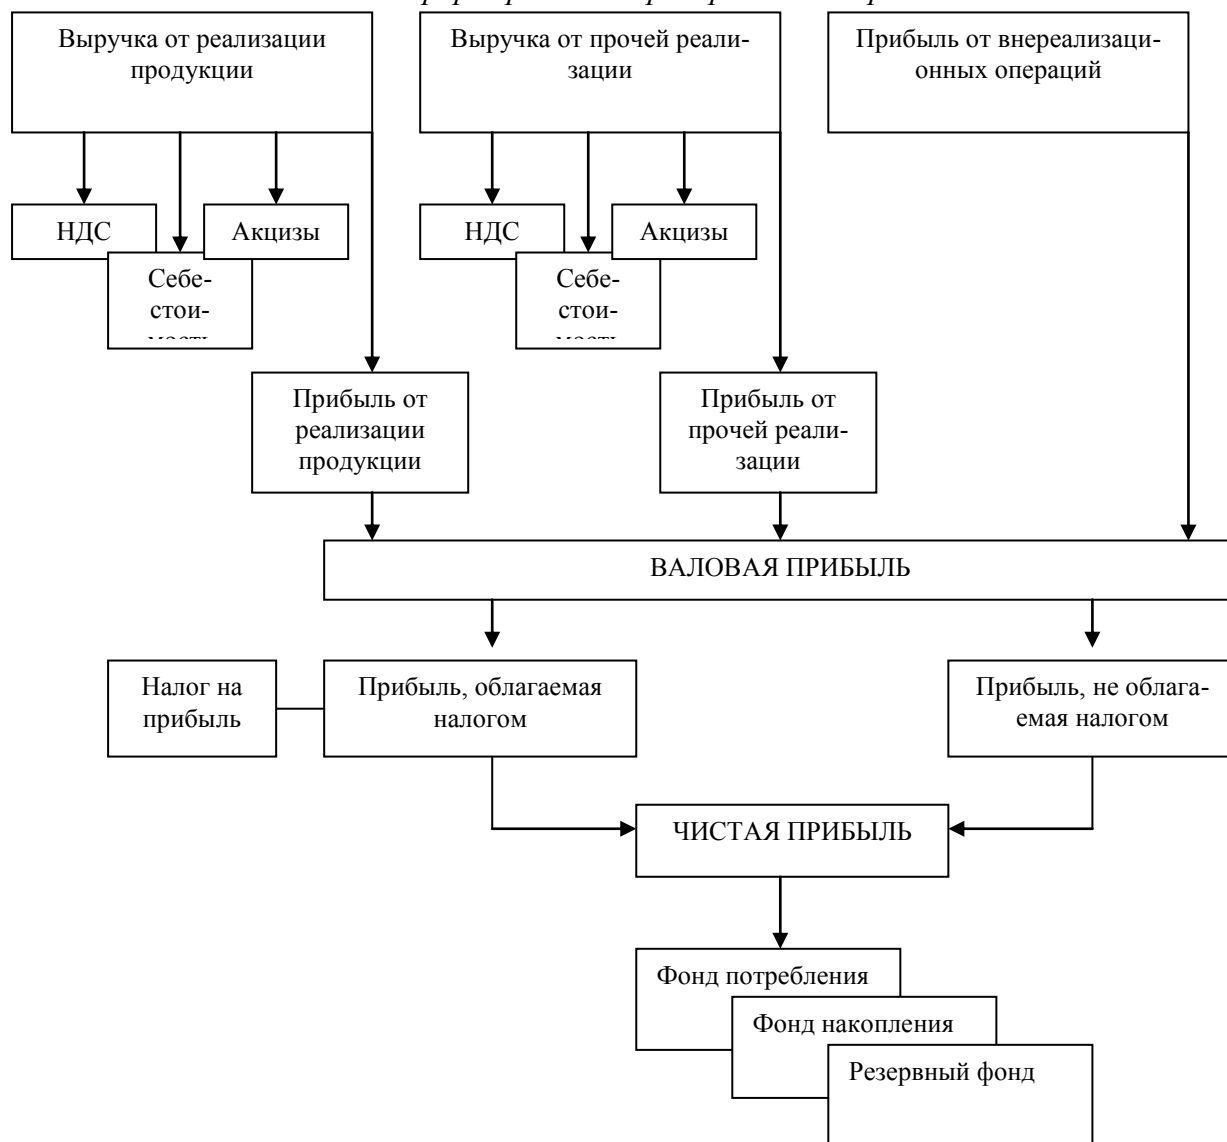 Выручка от реализации
продукции
Выручка от прочей реали-
зации
Прибыль от внереализаци-
онных операций
НДС
Акцизы
Себе-
стои-
мость
НДС
Акцизы
Себе-
стои-
мость
Прибыль от
реализации
продукции
Прибыль от
прочей реали-
зации
ВАЛОВАЯ ПРИБЫЛЬ
Налог на
прибыль
Прибыль, облагаемая
налогом
Прибыль, не облага-
емая налогом
ЧИСТАЯ ПРИБЫЛЬ
Фонд потребления
Фонд накопления
Резервный фонд